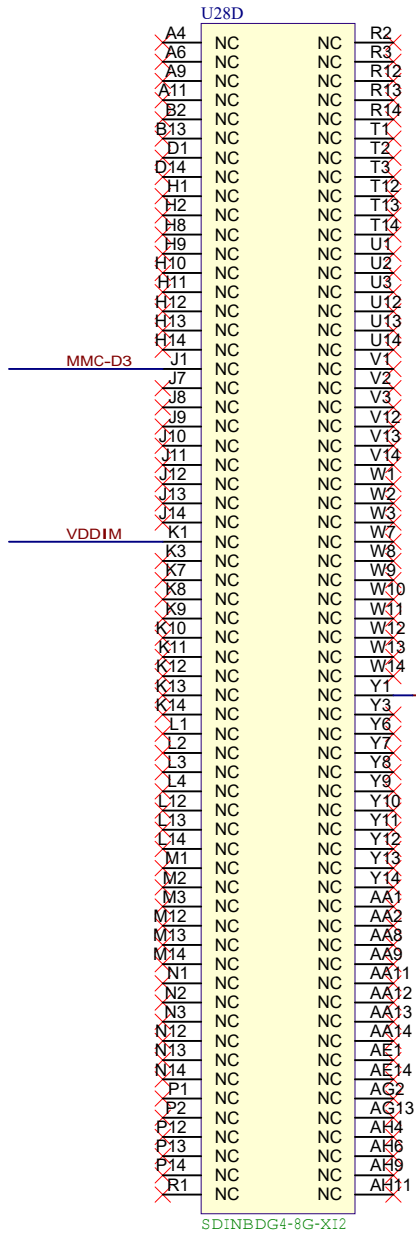 U28D
A4 NC NC R2
A6 NC NC R3
A9 NC NC R12
A11 NC NC R13
B2 NC NC R14
B13 NC NC T1
D1 NC NC T2
D14 NC NC T3
H1 NC NC T12
H2 NC NC T13
H8 NC NC T14
H9 NC NC U1
H10 NC NC U2
H11 NC NC U3
H12 NC NC U12
H13 NC NC U13
H14 NC NC U14
MMC-D3 J1 NC NC V1
J7 NC NC V2
J8 NC NC V3
J9 NC NC V12
J10 NC NC V13
J11 NC NC V14
J12 NC NC W1
J13 NC NC W2
J14 NC NC W3
VDDIM K1 NC NC W7
K3 NC NC W8
K7 NC NC W9
K8 NC NC W10
K9 NC NC W11
K10 NC NC W12
K11 NC NC W13
K12 NC NC W14
K13 NC NC Y1
K14 NC NC Y3
L1 NC NC Y6
L2 NC NC Y7
L3 NC NC Y8
L4 NC NC Y9
L12 NC NC Y10
L13 NC NC Y11
L14 NC NC Y12
M1 NC NC Y13
M2 NC NC Y14
M3 NC NC AA1
M12 NC NC AA2
M13 NC NC AA8
M14 NC NC AA9
N1 NC NC AA11
N2 NC NC AA12
N3 NC NC AA13
N12 NC NC AA14
N13 NC NC AE1
N14 NC NC AE14
P1 NC NC AG2
P2 NC NC AG13
P12 NC NC AH4
P13 NC NC AH6
P14 NC NC AH9
R1 NC NC AH11
SDINBDG4-8G-XI2